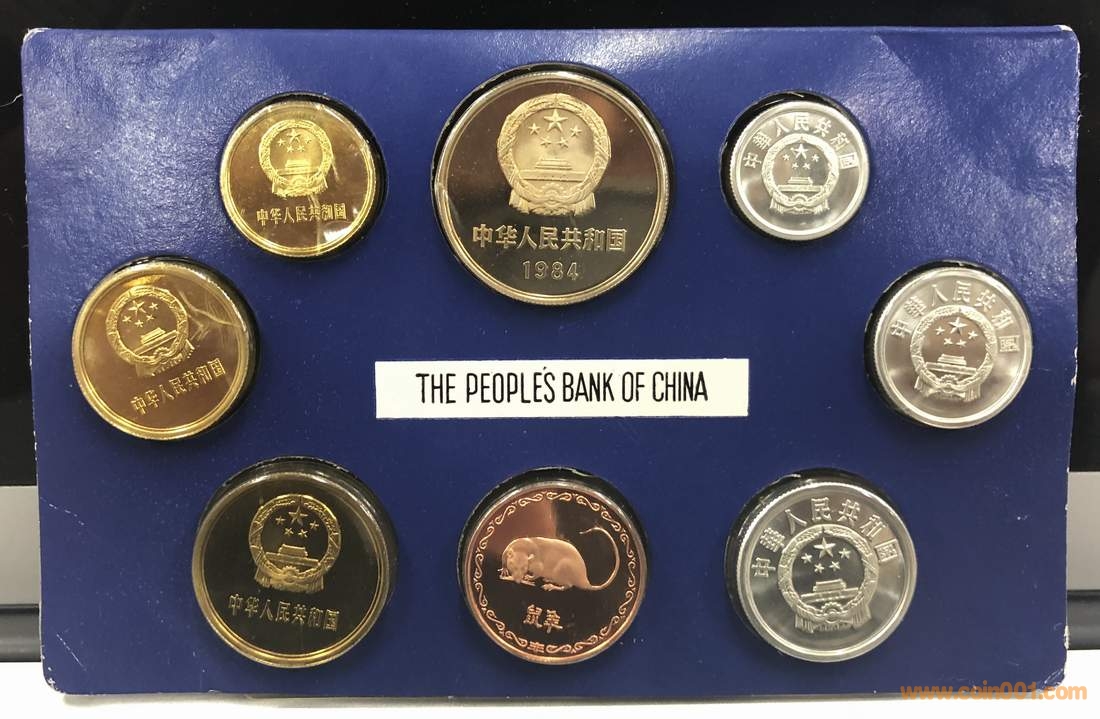 中华人民共和国
中华人民共和国
1984
中華人民共和国
中华人民共和国
中華人民共和国
THE PEOPLE'S BANK OF CHINA
中华人民共和国
鼠年
中華人民共和国
www.coin001.com